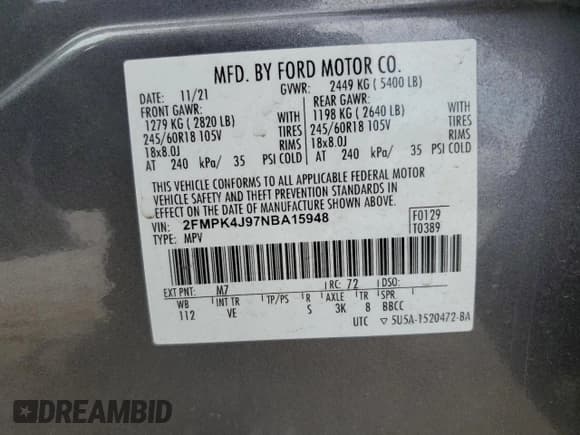 MFD. BY FORD MOTOR CO.
DATE: 11/21 GVWR: 2449 KG ( 5400 LB)
FRONT GAWR: REAR GAWR:
1279 KG ( 2820 LB) WITH 1198 KG ( 2640 LB) WITH
245/60R18 105V TIRES 245/60R18 105V TIRES
18x8.0J RIMS 18x8.0J RIMS
AT 240 kPa/ 35 PSI COLD AT 240 kPa/ 35 PSI COLD
THIS VEHICLE CONFORMS TO ALL APPLICABLE FEDERAL MOTOR
VEHICLE SAFETY AND THEFT PREVENTION STANDARDS IN
EFFECT ON THE DATE OF MANUFACTURE SHOWN ABOVE.
VIN: 2FMPK4J97NBA15948 F0129
TYPE: MPV T0389
EXT PNT: M7 RC: 72 DSO:
WB INT TR TP/PS R AXLE TR SPR
112 VE S 3K 8 BBCC
UTC ▽ 5U5A-1520472-BA
DREAMBID